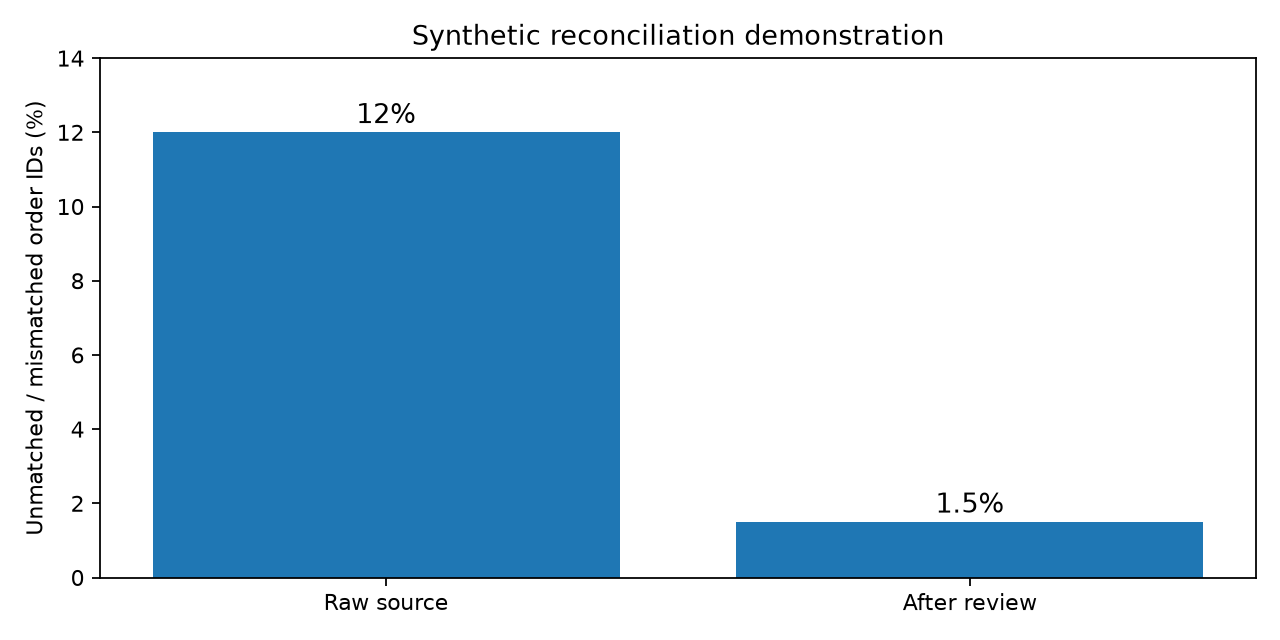 Synthetic reconciliation demonstration
Unmatched / mismatched order IDs (%)
14
12
10
8
6
4
2
0
12%
1.5%
Raw source
After review